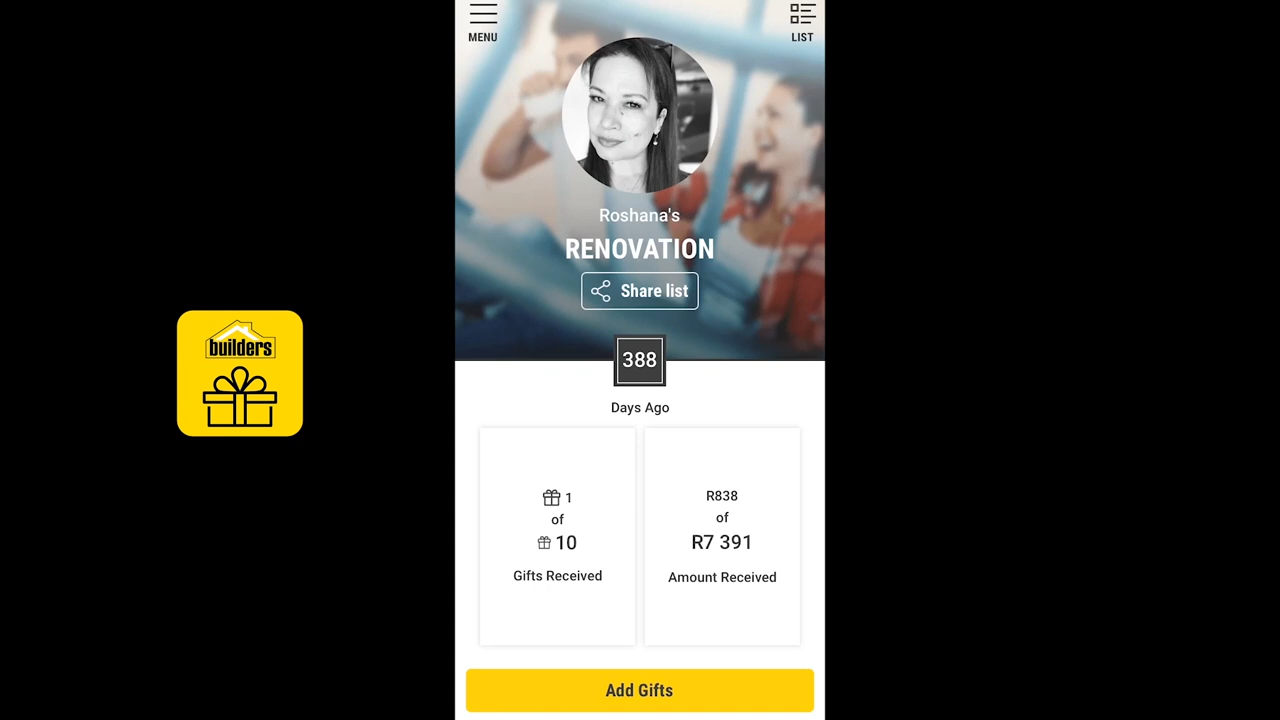 MENU
LIST
Roshana's
RENOVATION
Share list
builders
388
Days Ago
1
of
10
Gifts Received
R838
of
R7 391
Amount Received
Add Gifts